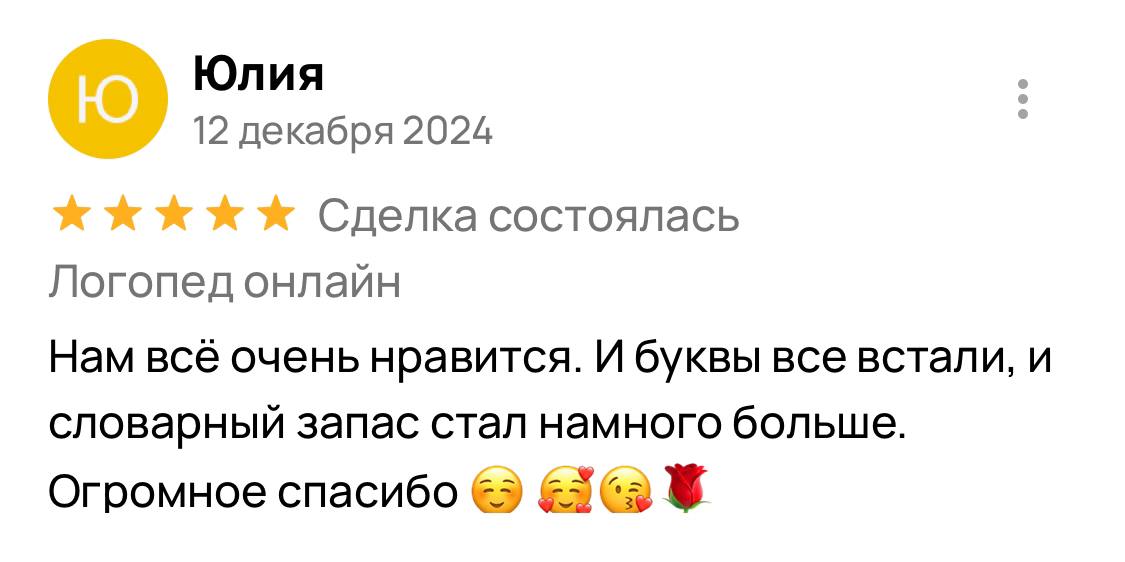 Ю
Юлия
12 декабря 2024
Сделка состоялась
Логопед онлайн
Нам всё очень нравится. И буквы все встали, и
словарный запас стал намного больше.
Огромное спасибо ☺️ 🥰😘🌹